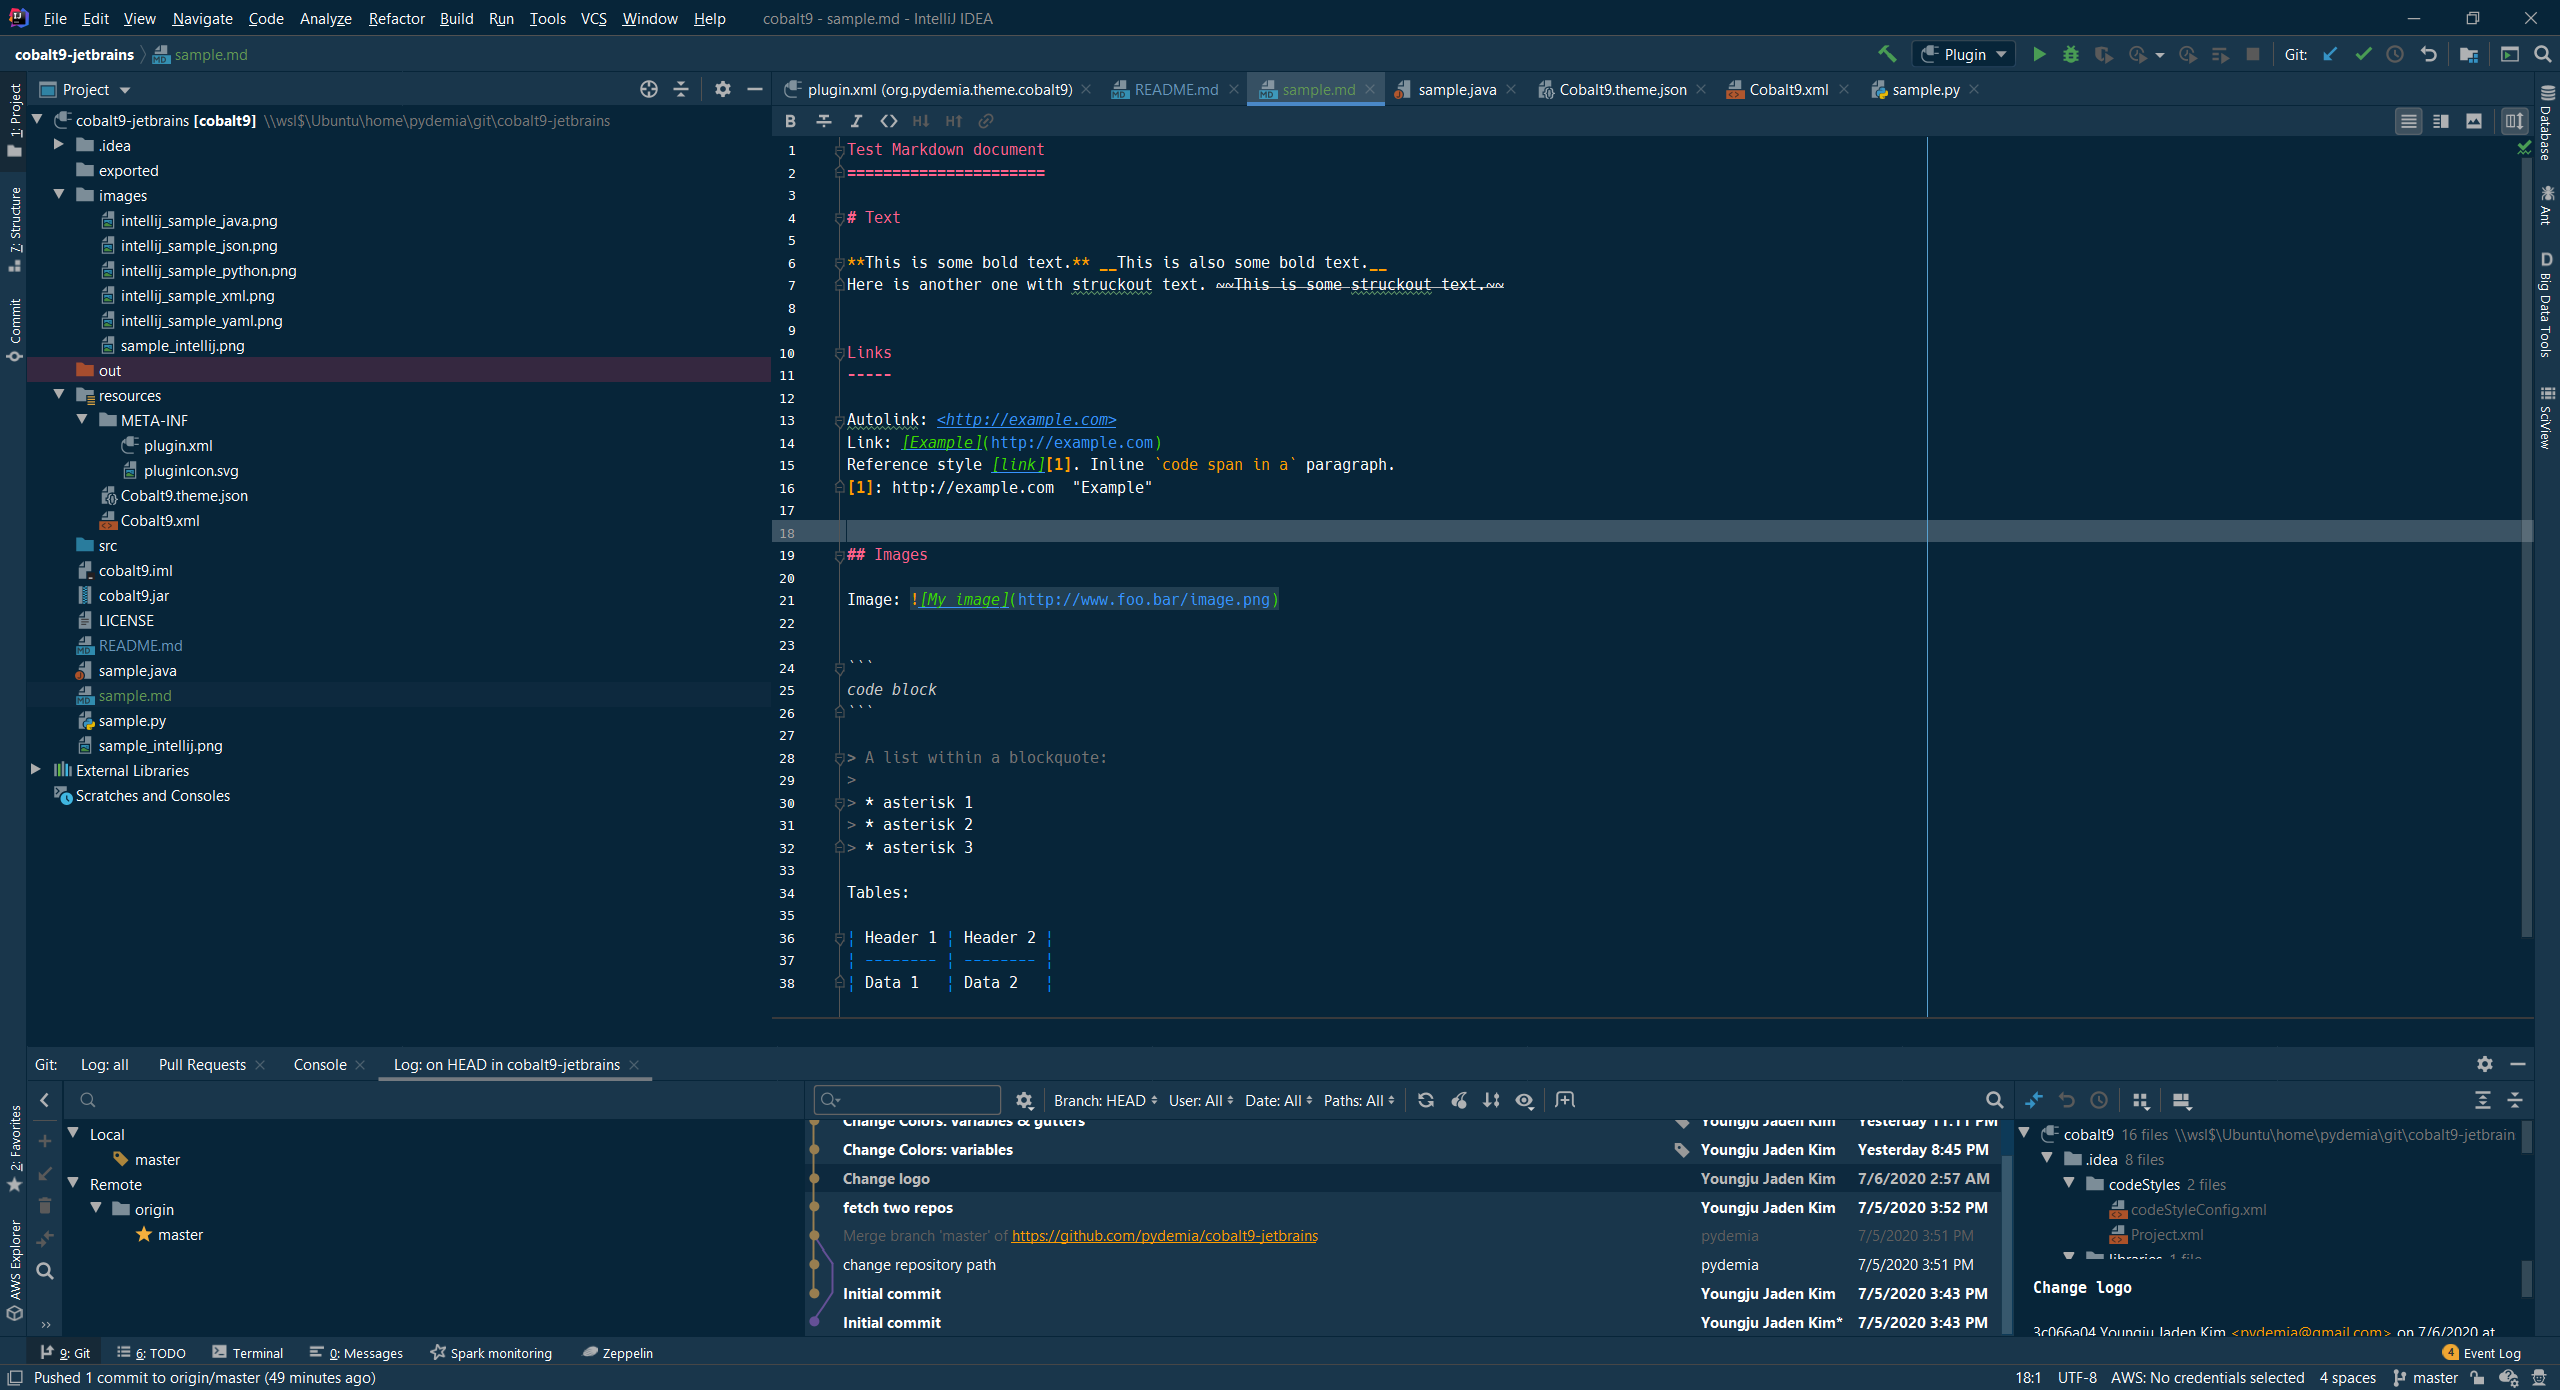 File Edit View Navigate Code Analyze Refactor Build Run Tools VCS Window Help cobalt9 - sample.md - IntelliJ IDEA
cobalt9-jetbrains sample.md Plugin Git:
1: Project
7: Structure
Commit
2: Favorites
AWS Explorer
Project
cobalt9-jetbrains [cobalt9] \\wsl$\Ubuntu\home\pydemia\git\cobalt9-jetbrains
.idea
exported
images
intellij_sample_java.png
intellij_sample_json.png
intellij_sample_python.png
intellij_sample_xml.png
intellij_sample_yaml.png
sample_intellij.png
out
resources
META-INF
plugin.xml
pluginIcon.svg
Cobalt9.theme.json
Cobalt9.xml
src
cobalt9.iml
cobalt9.jar
LICENSE
README.md
sample.java
sample.md
sample.py
sample_intellij.png
External Libraries
Scratches and Consoles
plugin.xml (org.pydemia.theme.cobalt9) README.md sample.md sample.java Cobalt9.theme.json Cobalt9.xml sample.py
1 Test Markdown document
2 ======================
3
4 # Text
5
6 **This is some bold text.** __This is also some bold text.__
7 Here is another one with struckout text. ~~This is some struckout text.~~
8
9
10 Links
11 -----
12
13 Autolink: <http://example.com>
14 Link: [Example](http://example.com)
15 Reference style [link][1]. Inline `code span in a` paragraph.
16 [1]: http://example.com  "Example"
17
18
19 ## Images
20
21 Image: ![My image](http://www.foo.bar/image.png)
22
23
24 ```
25 code block
26 ```
27
28 > A list within a blockquote:
29 >
30 > * asterisk 1
31 > * asterisk 2
32 > * asterisk 3
33
34 Tables:
35
36 | Header 1 | Header 2 |
37 | -------- | -------- |
38 | Data 1   | Data 2   |
Database
Ant
Big Data Tools
SciView
Git: Log: all Pull Requests Console Log: on HEAD in cobalt9-jetbrains
Local
master
Remote
origin
master
Branch: HEAD User: All Date: All Paths: All
Change Colors: variables & gutters Youngju Jaden Kim Yesterday 11:11 PM
Change Colors: variables Youngju Jaden Kim Yesterday 8:45 PM
Change logo Youngju Jaden Kim 7/6/2020 2:57 AM
fetch two repos Youngju Jaden Kim 7/5/2020 3:52 PM
Merge branch 'master' of https://github.com/pydemia/cobalt9-jetbrains pydemia 7/5/2020 3:51 PM
change repository path pydemia 7/5/2020 3:51 PM
Initial commit Youngju Jaden Kim 7/5/2020 3:43 PM
Initial commit Youngju Jaden Kim* 7/5/2020 3:43 PM
cobalt9 16 files \\wsl$\Ubuntu\home\pydemia\git\cobalt9-jetbrain
.idea 8 files
codeStyles 2 files
codeStyleConfig.xml
Project.xml
libraries 1 file
Change logo
3c066a04 Youngju Jaden Kim <pydemia@gmail.com> on 7/6/2020 at
9: Git 6: TODO Terminal 0: Messages Spark monitoring Zeppelin 4 Event Log
Pushed 1 commit to origin/master (49 minutes ago) 18:1 UTF-8 AWS: No credentials selected 4 spaces master